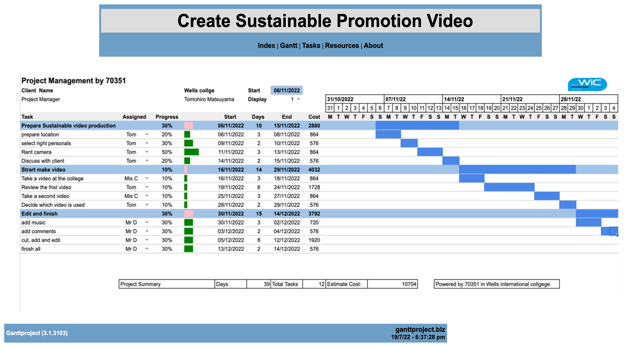 Create Sustainable Promotion Video
Index | Gantt | Tasks | Resources | About
Project Management by 70351
WiC
Client Name Wells collge Start 06/11/2022
Project Manager Tomohiro Matsuyama Display 1 31/10/2022 07/11/2022 14/11/2022 21/11/2022 28/11/2022
31 1 2 3 4 5 6 7 8 9 10 11 12 13 14 15 16 17 18 19 20 21 22 23 24 25 26 27 28 29 30 1 2 3 4
Task Assigned Progress Start Days End Cost M T W T F S S M T W T F S S M T W T F S S M T W T F S S M T W T F S S
Prepare Sustainable video production 30% 06/11/2022 10 15/11/2022 2880
prepare location Tom 20% 06/11/2022 3 08/11/2022 864
select right personals Tom 30% 09/11/2022 2 10/11/2022 576
Rent camera Tom 50% 11/11/2022 3 13/11/2022 864
Discuss with client Tom 20% 14/11/2022 2 15/11/2022 576
Strart make video 10% 16/11/2022 14 29/11/2022 4032
Take a video at the college Mis C 10% 16/11/2022 3 18/11/2022 864
Review the frist video Tom 10% 19/11/2022 6 24/11/2022 1728
Take a second video Mis C 10% 25/11/2022 3 27/11/2022 864
Decide which video is used Tom 10% 28/11/2022 2 29/11/2022 576
Edit and finish 30% 30/11/2022 15 14/12/2022 3792
add music Mr D 30% 30/11/2022 3 02/12/2022 720
add comments Mr D 30% 03/12/2022 2 04/12/2022 576
cut, add and edit Mr D 30% 05/12/2022 8 12/12/2022 1920
finish all Mr D 30% 13/12/2022 2 14/12/2022 576
Project Summary Days 39 Total Tasks 12 Estimate Cost: 10704 Powered by 70351 in Wells international collgege
Ganttproject (3.1.3103) ganttproject.biz
19/7/22 - 6:37:28 pm